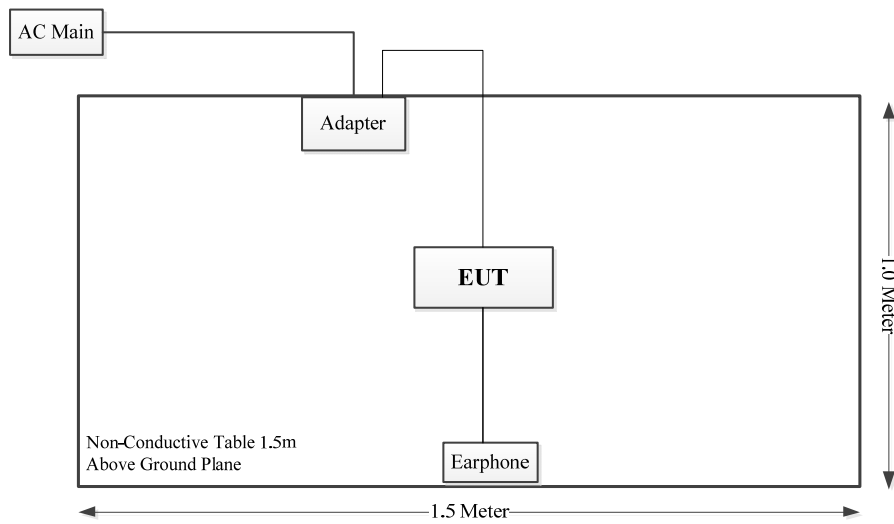 AC Main
Adapter
EUT
1.0 Meter
Non-Conductive Table 1.5m
Above Ground Plane
Earphone
1.5 Meter